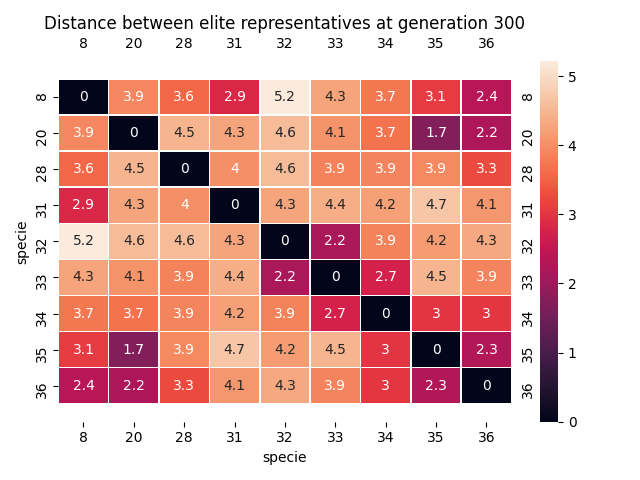 Distance between elite representatives at generation 300
8 20 28 31 32 33 34 35 36
8 0 3.9 3.6 2.9 5.2 4.3 3.7 3.1 2.4 8
20 3.9 0 4.5 4.3 4.6 4.1 3.7 1.7 2.2 20
28 3.6 4.5 0 4 4.6 3.9 3.9 3.9 3.3 28
31 2.9 4.3 4 0 4.3 4.4 4.2 4.7 4.1 31
32 5.2 4.6 4.6 4.3 0 2.2 3.9 4.2 4.3 32
33 4.3 4.1 3.9 4.4 2.2 0 2.7 4.5 3.9 33
34 3.7 3.7 3.9 4.2 3.9 2.7 0 3 3 34
35 3.1 1.7 3.9 4.7 4.2 4.5 3 0 2.3 35
36 2.4 2.2 3.3 4.1 4.3 3.9 3 2.3 0 36
8 20 28 31 32 33 34 35 36
specie
specie
5
4
3
2
1
0